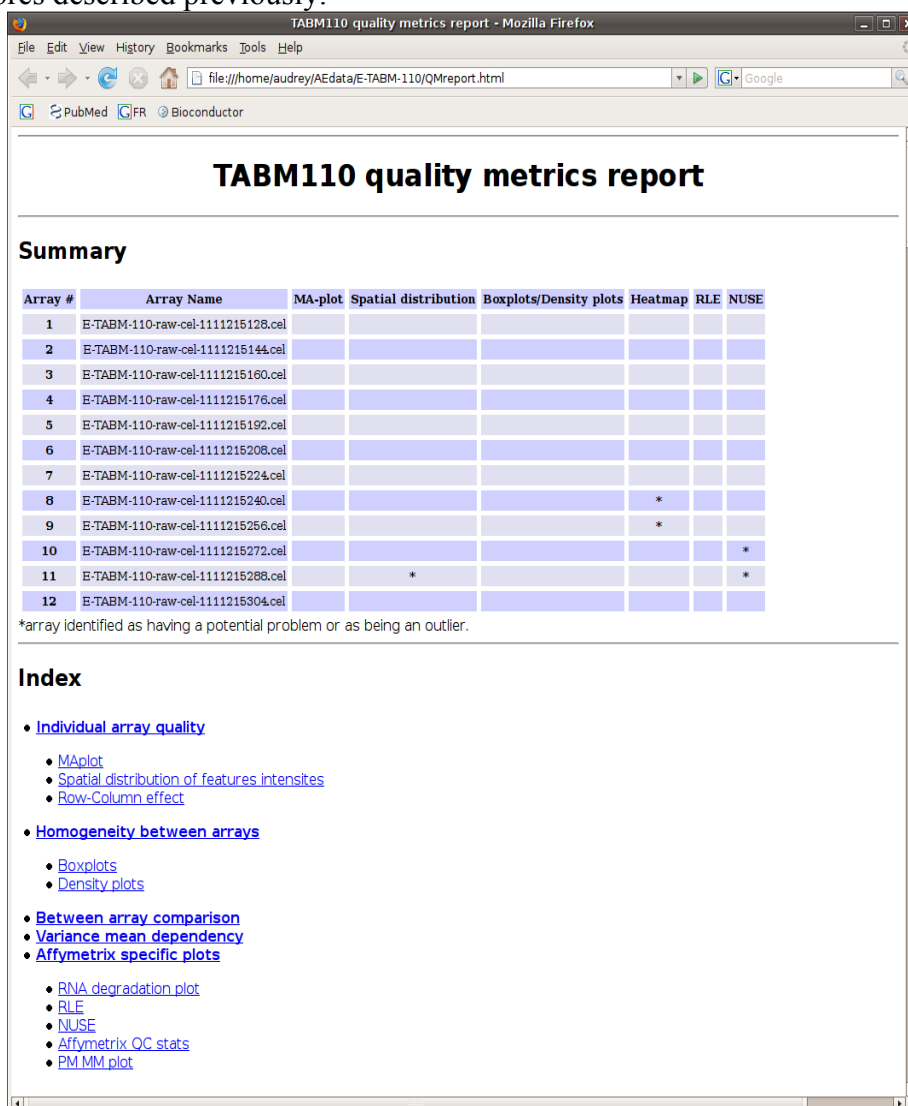 ores described previously.
TABM110 quality metrics report - Mozilla Firefox
File Edit View History Bookmarks Tools Help
file:///home/audrey/AEdata/E-TABM-110/QMreport.html G Google
G PubMed G FR Bioconductor
TABM110 quality metrics report
Summary
Array # Array Name MA-plot Spatial distribution Boxplots/Density plots Heatmap RLE NUSE
1 E-TABM-110-raw-cel-1111215128.cel
2 E-TABM-110-raw-cel-1111215144.cel
3 E-TABM-110-raw-cel-1111215160.cel
4 E-TABM-110-raw-cel-1111215176.cel
5 E-TABM-110-raw-cel-1111215192.cel
6 E-TABM-110-raw-cel-1111215208.cel
7 E-TABM-110-raw-cel-1111215224.cel
8 E-TABM-110-raw-cel-1111215240.cel *
9 E-TABM-110-raw-cel-1111215256.cel *
10 E-TABM-110-raw-cel-1111215272.cel *
11 E-TABM-110-raw-cel-1111215288.cel * *
12 E-TABM-110-raw-cel-1111215304.cel
*array identified as having a potential problem or as being an outlier.
Index
• Individual array quality
• MAplot
• Spatial distribution of features intensites
• Row-Column effect
• Homogeneity between arrays
• Boxplots
• Density plots
• Between array comparison
• Variance mean dependency
• Affymetrix specific plots
• RNA degradation plot
• RLE
• NUSE
• Affymetrix QC stats
• PM MM plot